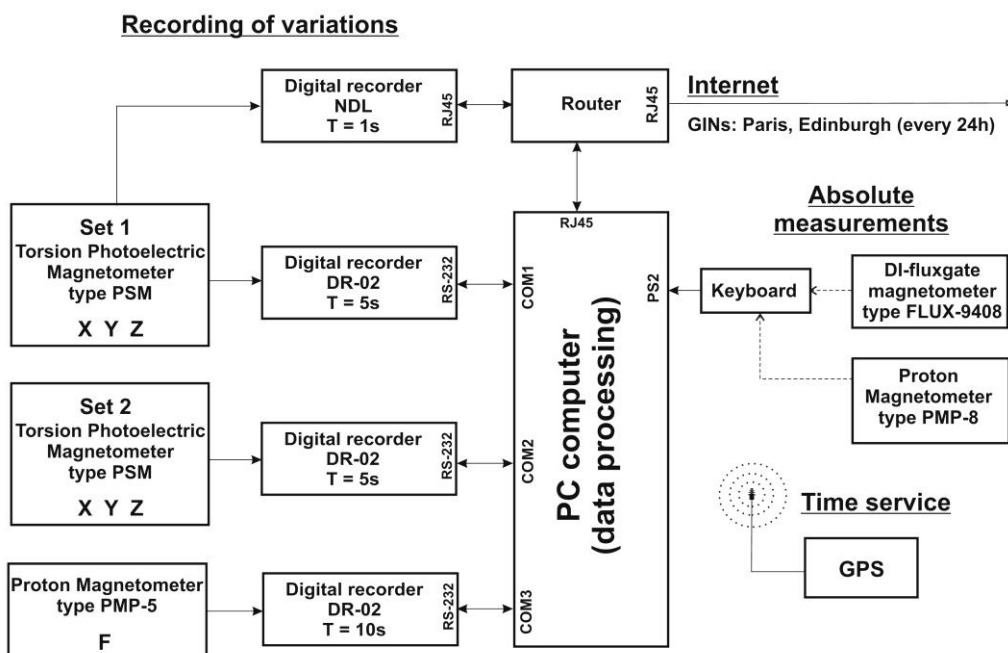 Recording of variations
Digital recorder
NDL
T = 1s
RJ45
Router
RJ45
Internet
GINs: Paris, Edinburgh (every 24h)
Set 1
Torsion Photoelectric
Magnetometer
type PSM
X Y Z
Digital recorder
DR-02
T = 5s
RS-232
Set 2
Torsion Photoelectric
Magnetometer
type PSM
X Y Z
Digital recorder
DR-02
T = 5s
RS-232
Proton Magnetometer
type PMP-5
F
Digital recorder
DR-02
T = 10s
RS-232
RJ45
COM1
COM2
COM3
PS2
PC computer
(data processing)
Absolute
measurements
Keyboard
DI-fluxgate
magnetometer
type FLUX-9408
Proton
Magnetometer
type PMP-8
Time service
GPS